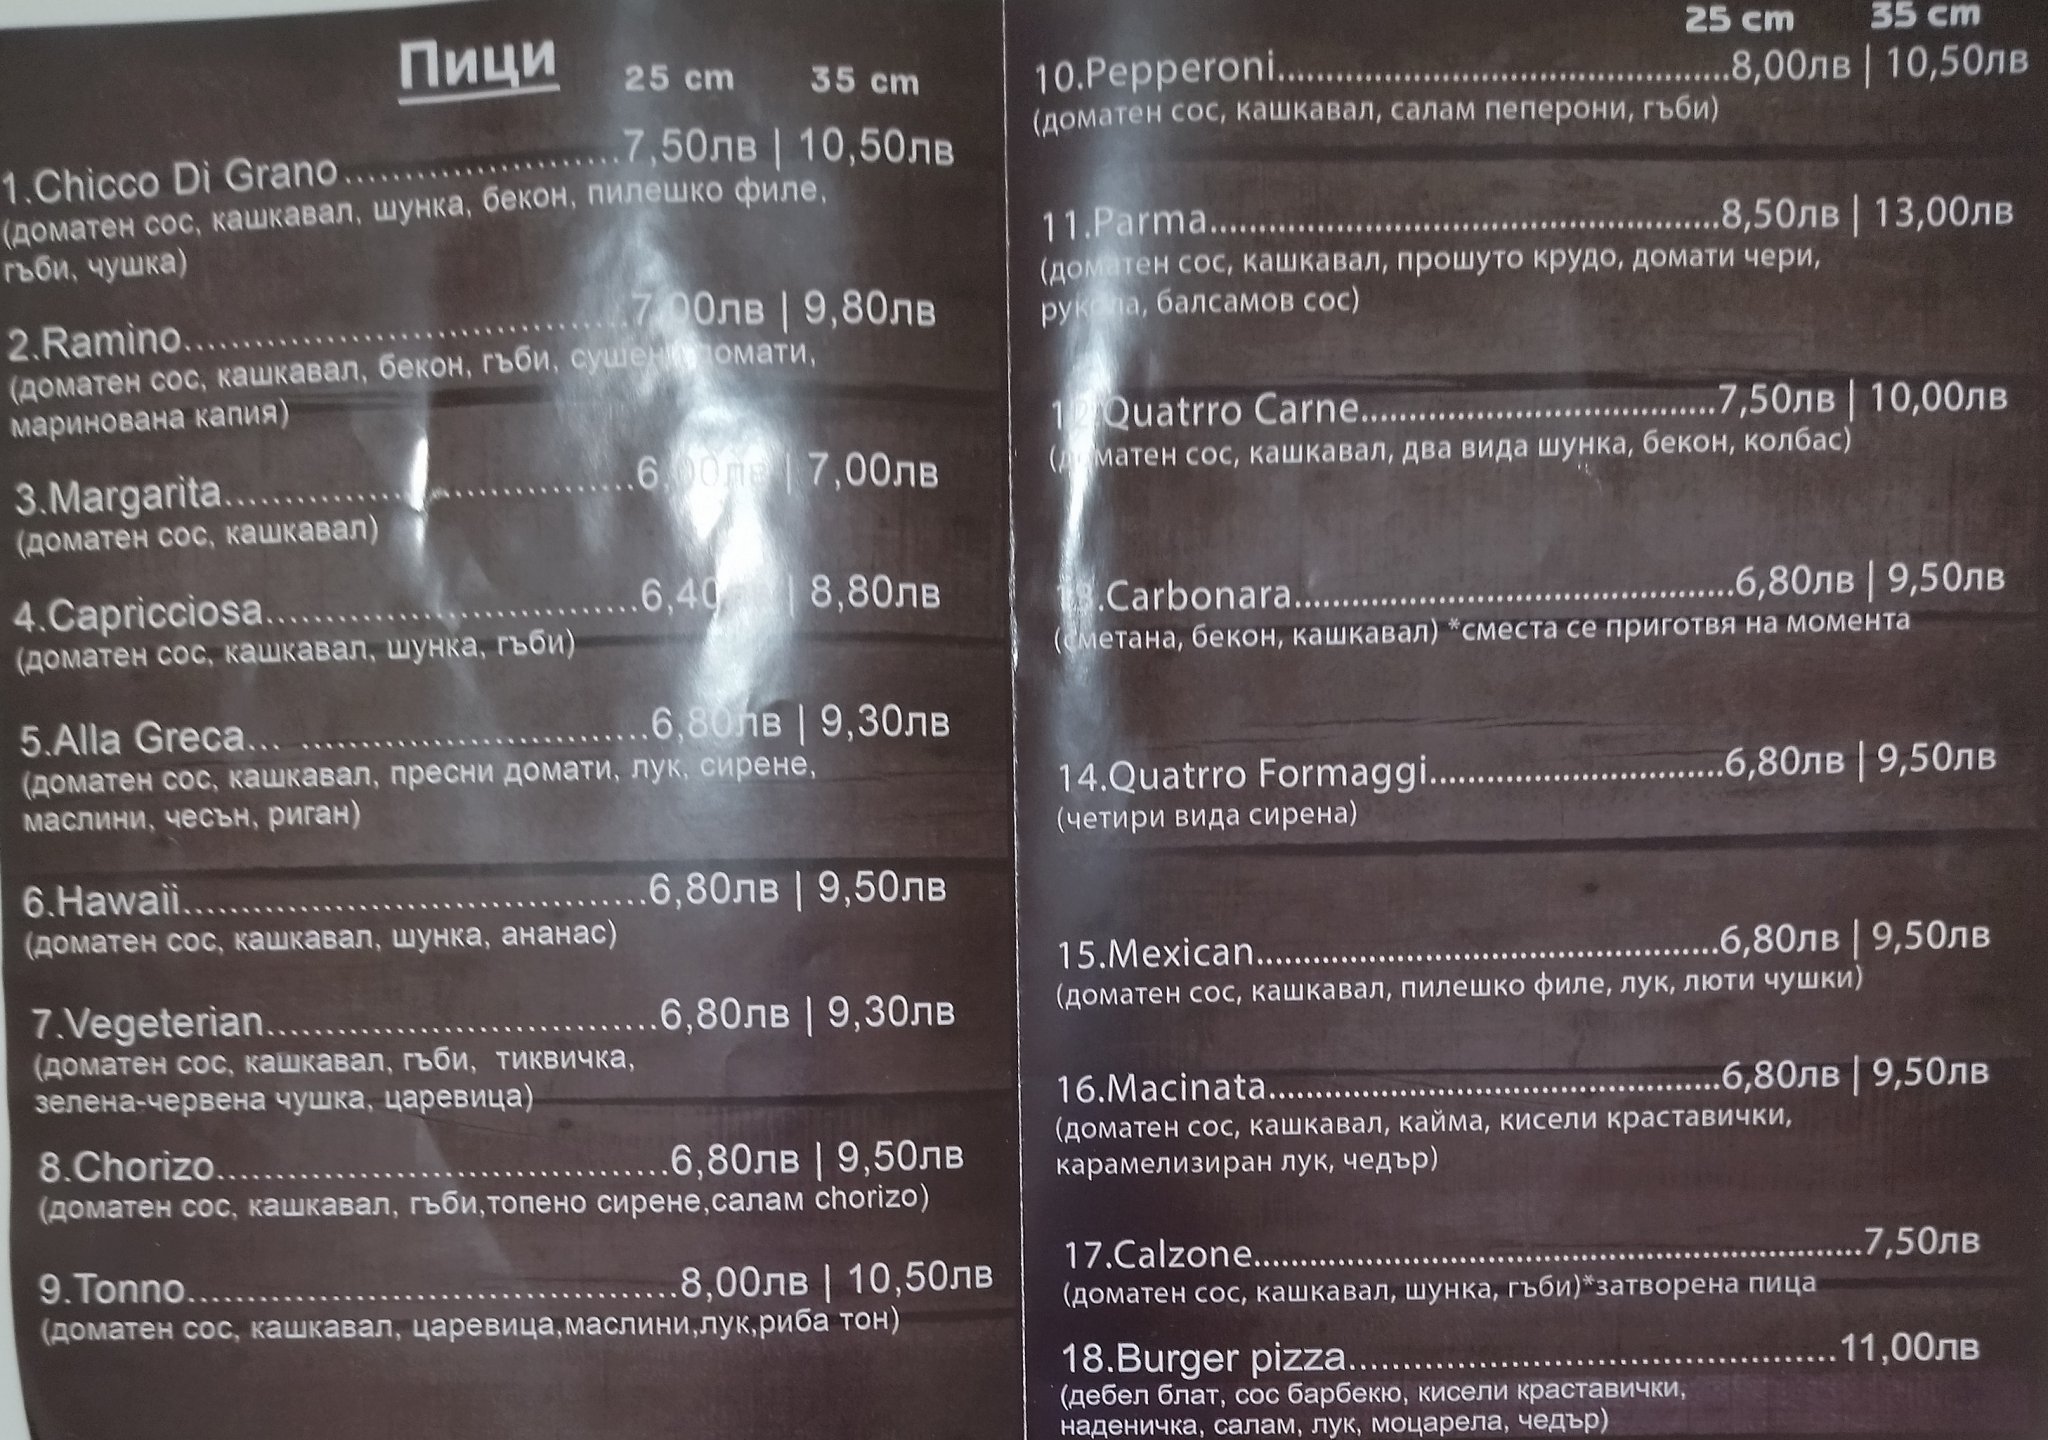 Пици 25 cm 35 cm
1.Chicco Di Grano..........................7,50лв | 10,50лв
(доматен сос, кашкавал, шунка, бекон, пилешко филе,
гъби, чушка)
2.Ramino..........................7,00лв | 9,80лв
(доматен сос, кашкавал, бекон, гъби, сушени домати,
маринована капия)
3.Margarita..........................6,00лв | 7,00лв
(доматен сос, кашкавал)
4.Capricciosa..........................6,40лв | 8,80лв
(доматен сос, кашкавал, шунка, гъби)
5.Alla Greca... ..........................6,80лв | 9,30лв
(доматен сос, кашкавал, пресни домати, лук, сирене,
маслини, чесън, риган)
6.Hawaii..........................6,80лв | 9,50лв
(доматен сос, кашкавал, шунка, ананас)
7.Vegeterian..........................6,80лв | 9,30лв
(доматен сос, кашкавал, гъби, тиквичка,
зелена-червена чушка, царевица)
8.Chorizo..........................6,80лв | 9,50лв
(доматен сос, кашкавал, гъби,топено сирене,салам chorizo)
9.Tonno..........................8,00лв | 10,50лв
(доматен сос, кашкавал, царевица,маслини,лук,риба тон)
25 cm 35 cm
10.Pepperoni..........................8,00лв | 10,50лв
(доматен сос, кашкавал, салам пеперони, гъби)
11.Parma..........................8,50лв | 13,00лв
(доматен сос, кашкавал, прошуто крудо, домати чери,
рукола, балсамов сос)
12.Quatrro Carne..........................7,50лв | 10,00лв
(доматен сос, кашкавал, два вида шунка, бекон, колбас)
13.Carbonara..........................6,80лв | 9,50лв
(сметана, бекон, кашкавал) *сместа се приготвя на момента
14.Quatrro Formaggi..........................6,80лв | 9,50лв
(четири вида сирена)
15.Mexican..........................6,80лв | 9,50лв
(доматен сос, кашкавал, пилешко филе, лук, люти чушки)
16.Macinata..........................6,80лв | 9,50лв
(доматен сос, кашкавал, кайма, кисели краставички,
карамелизиран лук, чедър)
17.Calzone..........................7,50лв
(доматен сос, кашкавал, шунка, гъби)*затворена пица
18.Burger pizza..........................11,00лв
(дебел блат, сос барбекю, кисели краставички,
наденичка, салам, лук, моцарела, чедър)